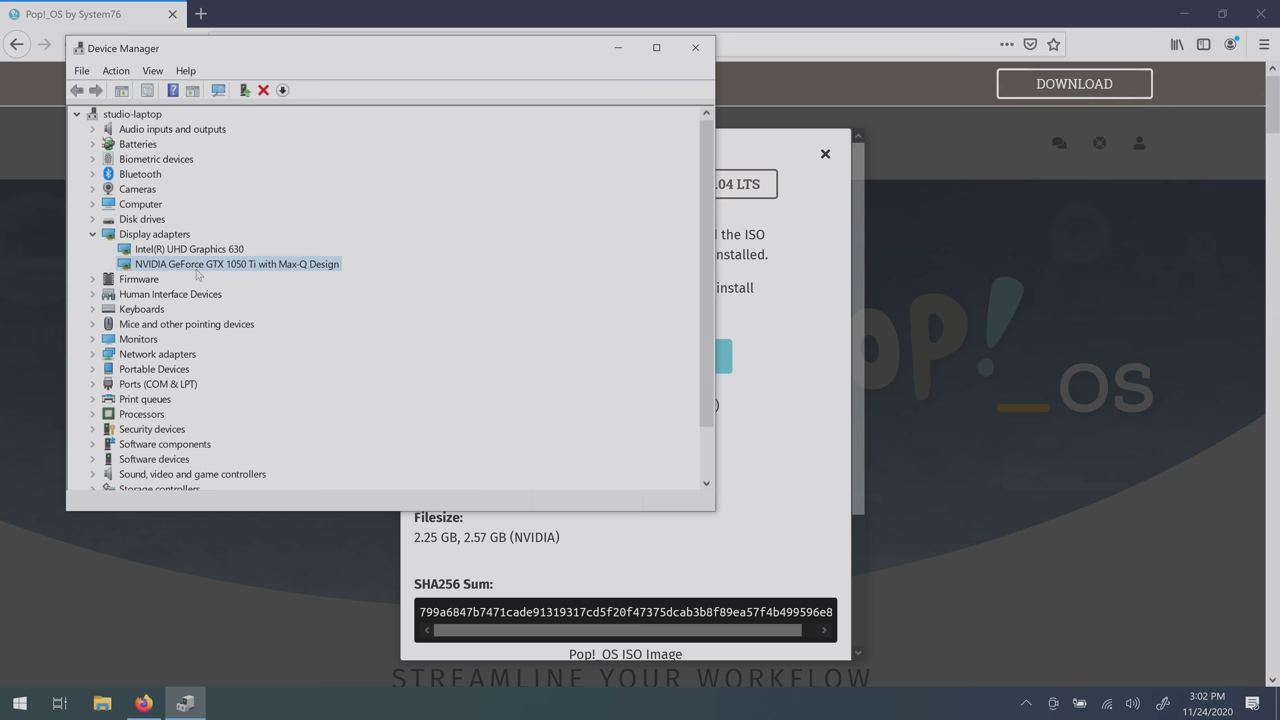 Pop!_OS by System76
Device Manager
File Action View Help
DOWNLOAD
studio-laptop
Audio inputs and outputs
Batteries
Biometric devices
Bluetooth
Cameras
Computer
Disk drives
Display adapters
Intel(R) UHD Graphics 630
NVIDIA GeForce GTX 1050 Ti with Max-Q Design
Firmware
Human Interface Devices
Keyboards
Mice and other pointing devices
Monitors
Network adapters
Portable Devices
Ports (COM & LPT)
Print queues
Processors
Security devices
Software components
Software devices
Sound, video and game controllers
Storage controllers
.04 LTS
d the ISO
nstalled.
install
)
OP!_OS
Filesize:
2.25 GB, 2.57 GB (NVIDIA)
SHA256 Sum:
799a6847b7471cade91319317cd5f20f47375dcab3b8f89ea57f4b499596e8
Pop!_OS ISO Image
STREAMLINE YOUR WORKFLOW
3:02 PM
11/24/2020